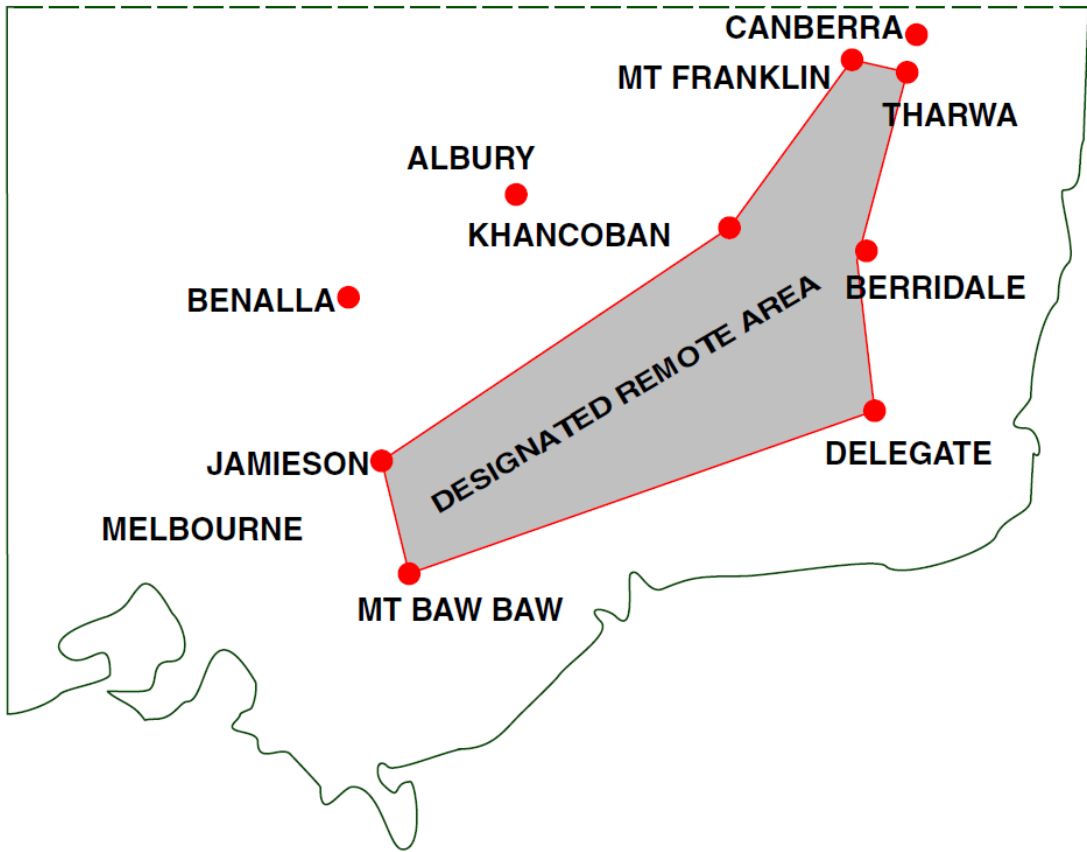 CANBERRA
MT FRANKLIN
THARWA
ALBURY
KHANCOBAN
BENALLA
BERRIDALE
DESIGNATED REMOTE AREA
JAMIESON
DELEGATE
MELBOURNE
MT BAW BAW